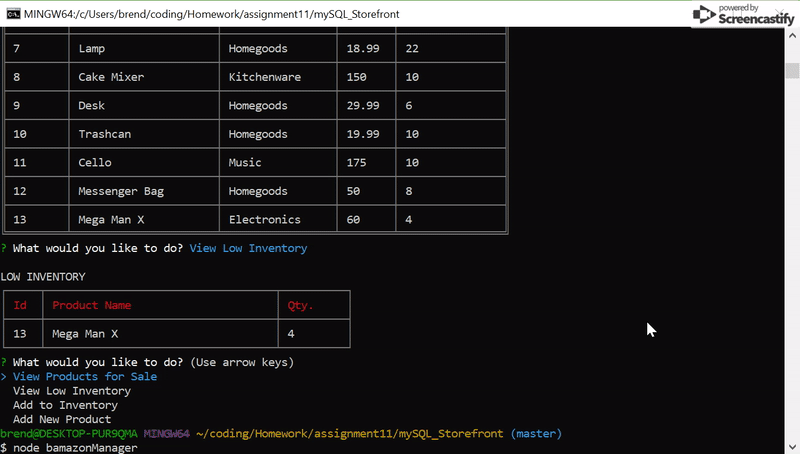 MINGW64:/c/Users/brend/coding/Homework/assignment11/mySQL_Storefront
powered by
Screencastify
7 Lamp Homegoods 18.99 22
8 Cake Mixer Kitchenware 150 10
9 Desk Homegoods 29.99 6
10 Trashcan Homegoods 19.99 10
11 Cello Music 175 10
12 Messenger Bag Homegoods 50 8
13 Mega Man X Electronics 60 4
? What would you like to do? View Low Inventory
LOW INVENTORY
Id Product Name Qty.
13 Mega Man X 4
? What would you like to do? (Use arrow keys)
> View Products for Sale
View Low Inventory
Add to Inventory
Add New Product
brend@DESKTOP-PUR9QMA MINGW64 ~/coding/Homework/assignment11/mySQL_Storefront (master)
$ node bamazonManager